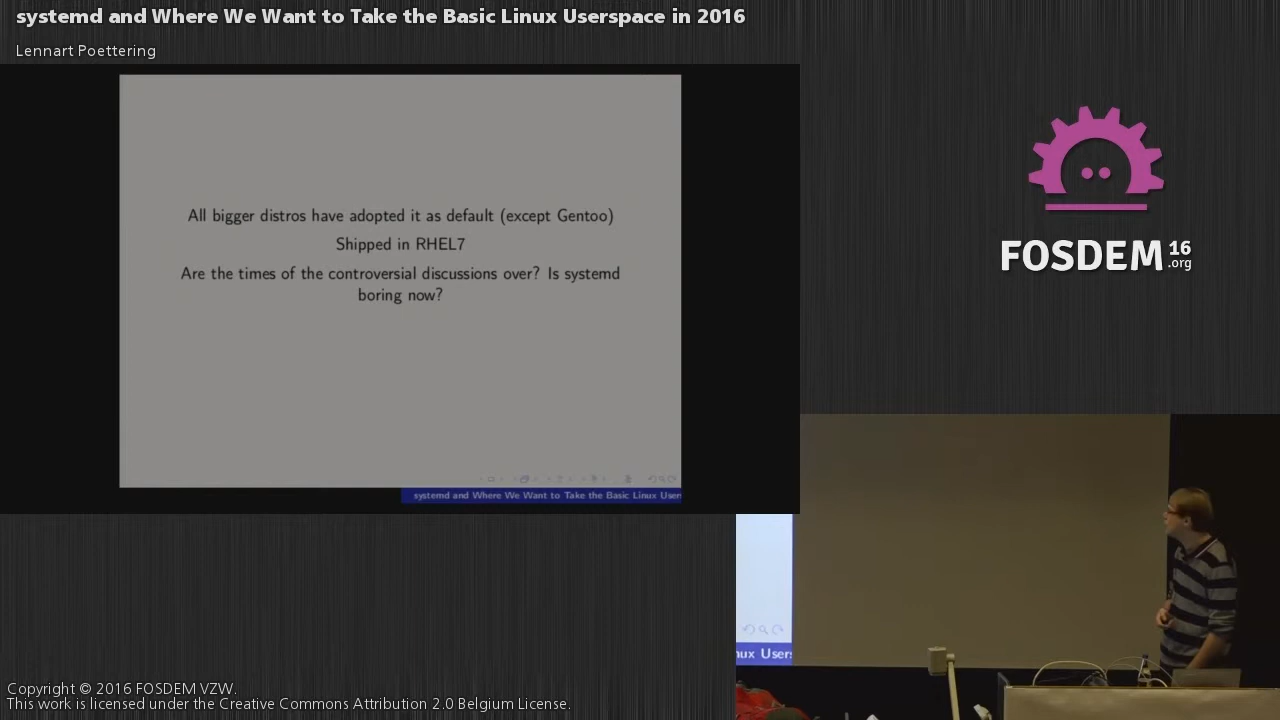 systemd and Where We Want to Take the Basic Linux Userspace in 2016
Lennart Poettering
All bigger distros have adopted it as default (except Gentoo)
Shipped in RHEL7
Are the times of the controversial discussions over? Is systemd
boring now?
systemd and Where We Want to Take the Basic Linux User
FOSDEM 16
.org
nux Users
Copyright © 2016 FOSDEM VZW.
This work is licensed under the Creative Commons Attribution 2.0 Belgium License.